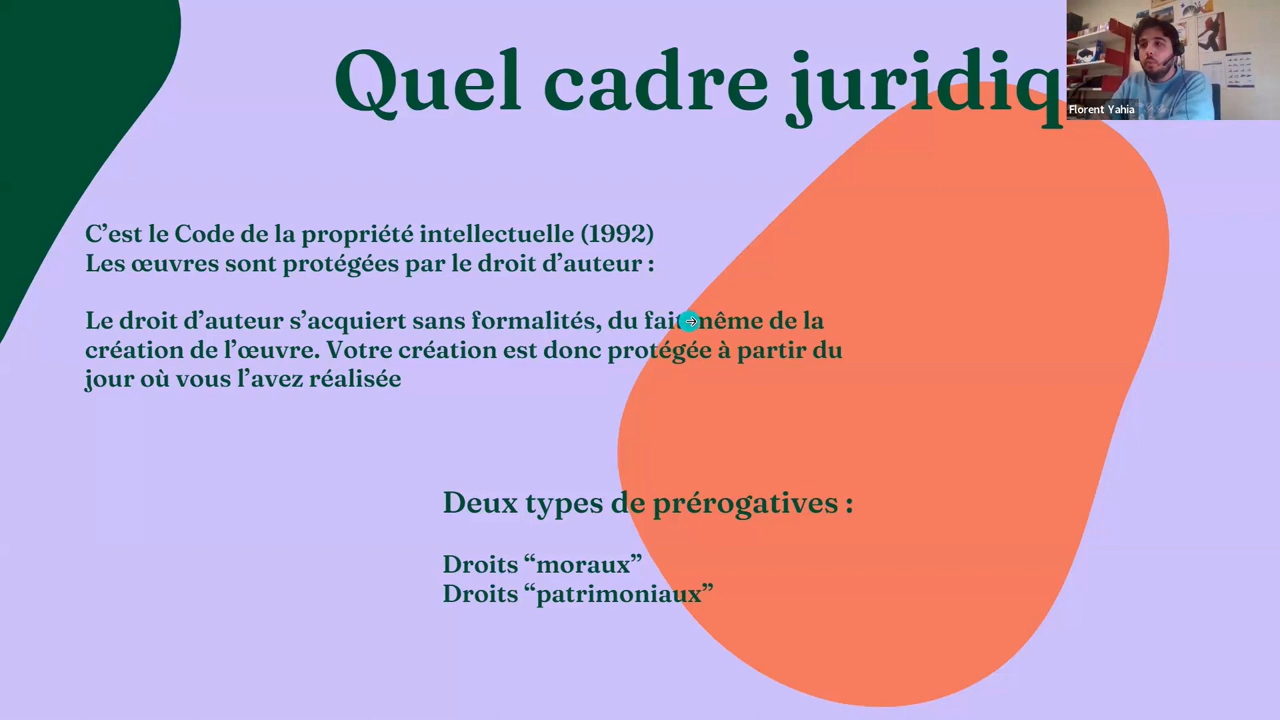 Quel cadre juridiq
Florent Yahia
C’est le Code de la propriété intellectuelle (1992)
Les œuvres sont protégées par le droit d’auteur :
Le droit d’auteur s’acquiert sans formalités, du fait même de la
création de l’œuvre. Votre création est donc protégée à partir du
jour où vous l’avez réalisée
Deux types de prérogatives :
Droits “moraux”
Droits “patrimoniaux”